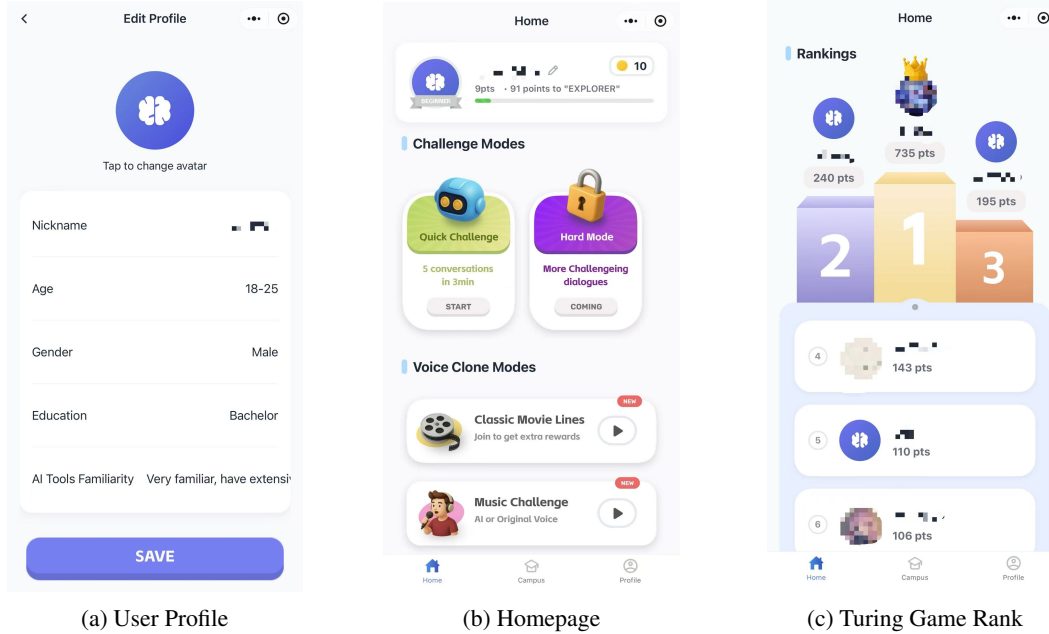 Edit Profile
Tap to change avatar
Nickname
Age 18-25
Gender Male
Education Bachelor
AI Tools Familiarity Very familiar, have extensiv
SAVE
(a) User Profile
Home
10
9pts · 91 points to "EXPLORER"
BEGINNER
Challenge Modes
Quick Challenge
5 conversations
in 3min
START
Hard Mode
More Challengeing
dialogues
COMING
Voice Clone Modes
NEW
Classic Movie Lines
Join to get extra rewards
NEW
Music Challenge
AI or Original Voice
Home Campus Profile
(b) Homepage
Home
Rankings
735 pts
240 pts
195 pts
2 1 3
4
143 pts
5
110 pts
6
106 pts
Home Campus Profile
(c) Turing Game Rank